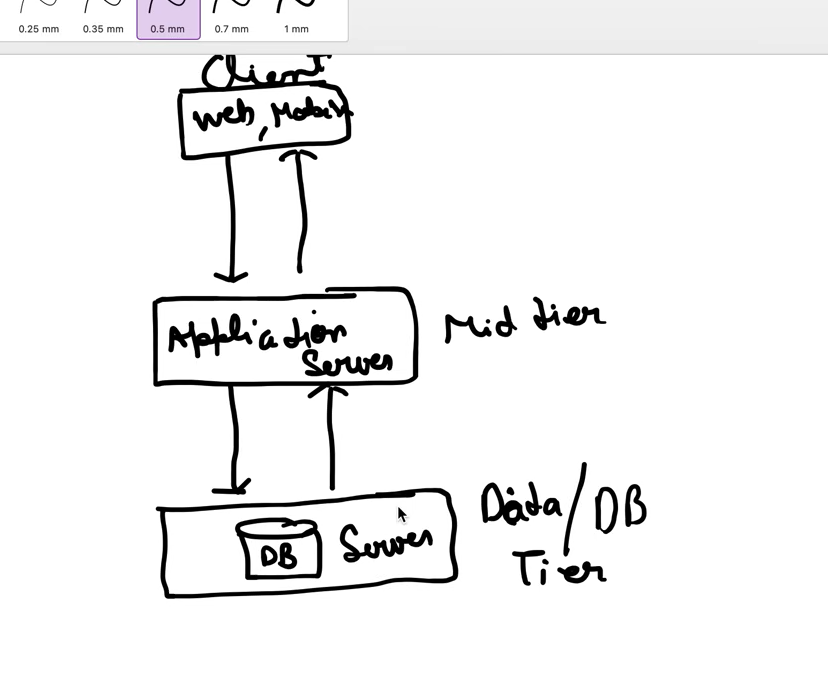 0.25 mm 0.35 mm 0.5 mm 0.7 mm 1 mm
Client
Web, Mobile
Application
Server
Mid tier
DB Server
Data/DB
Tier